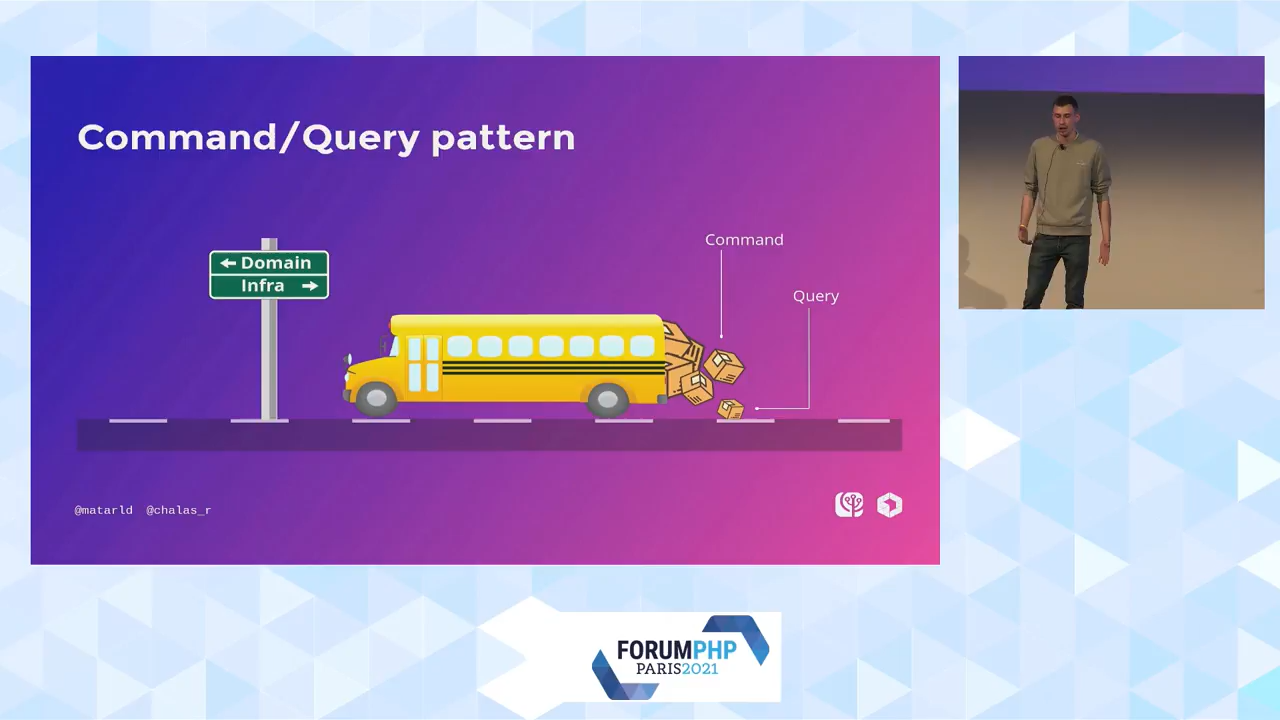 Command/Query pattern
Command
← Domain
Infra →
Query
@matarld @chalas_r
FORUMPHP
PARIS2021